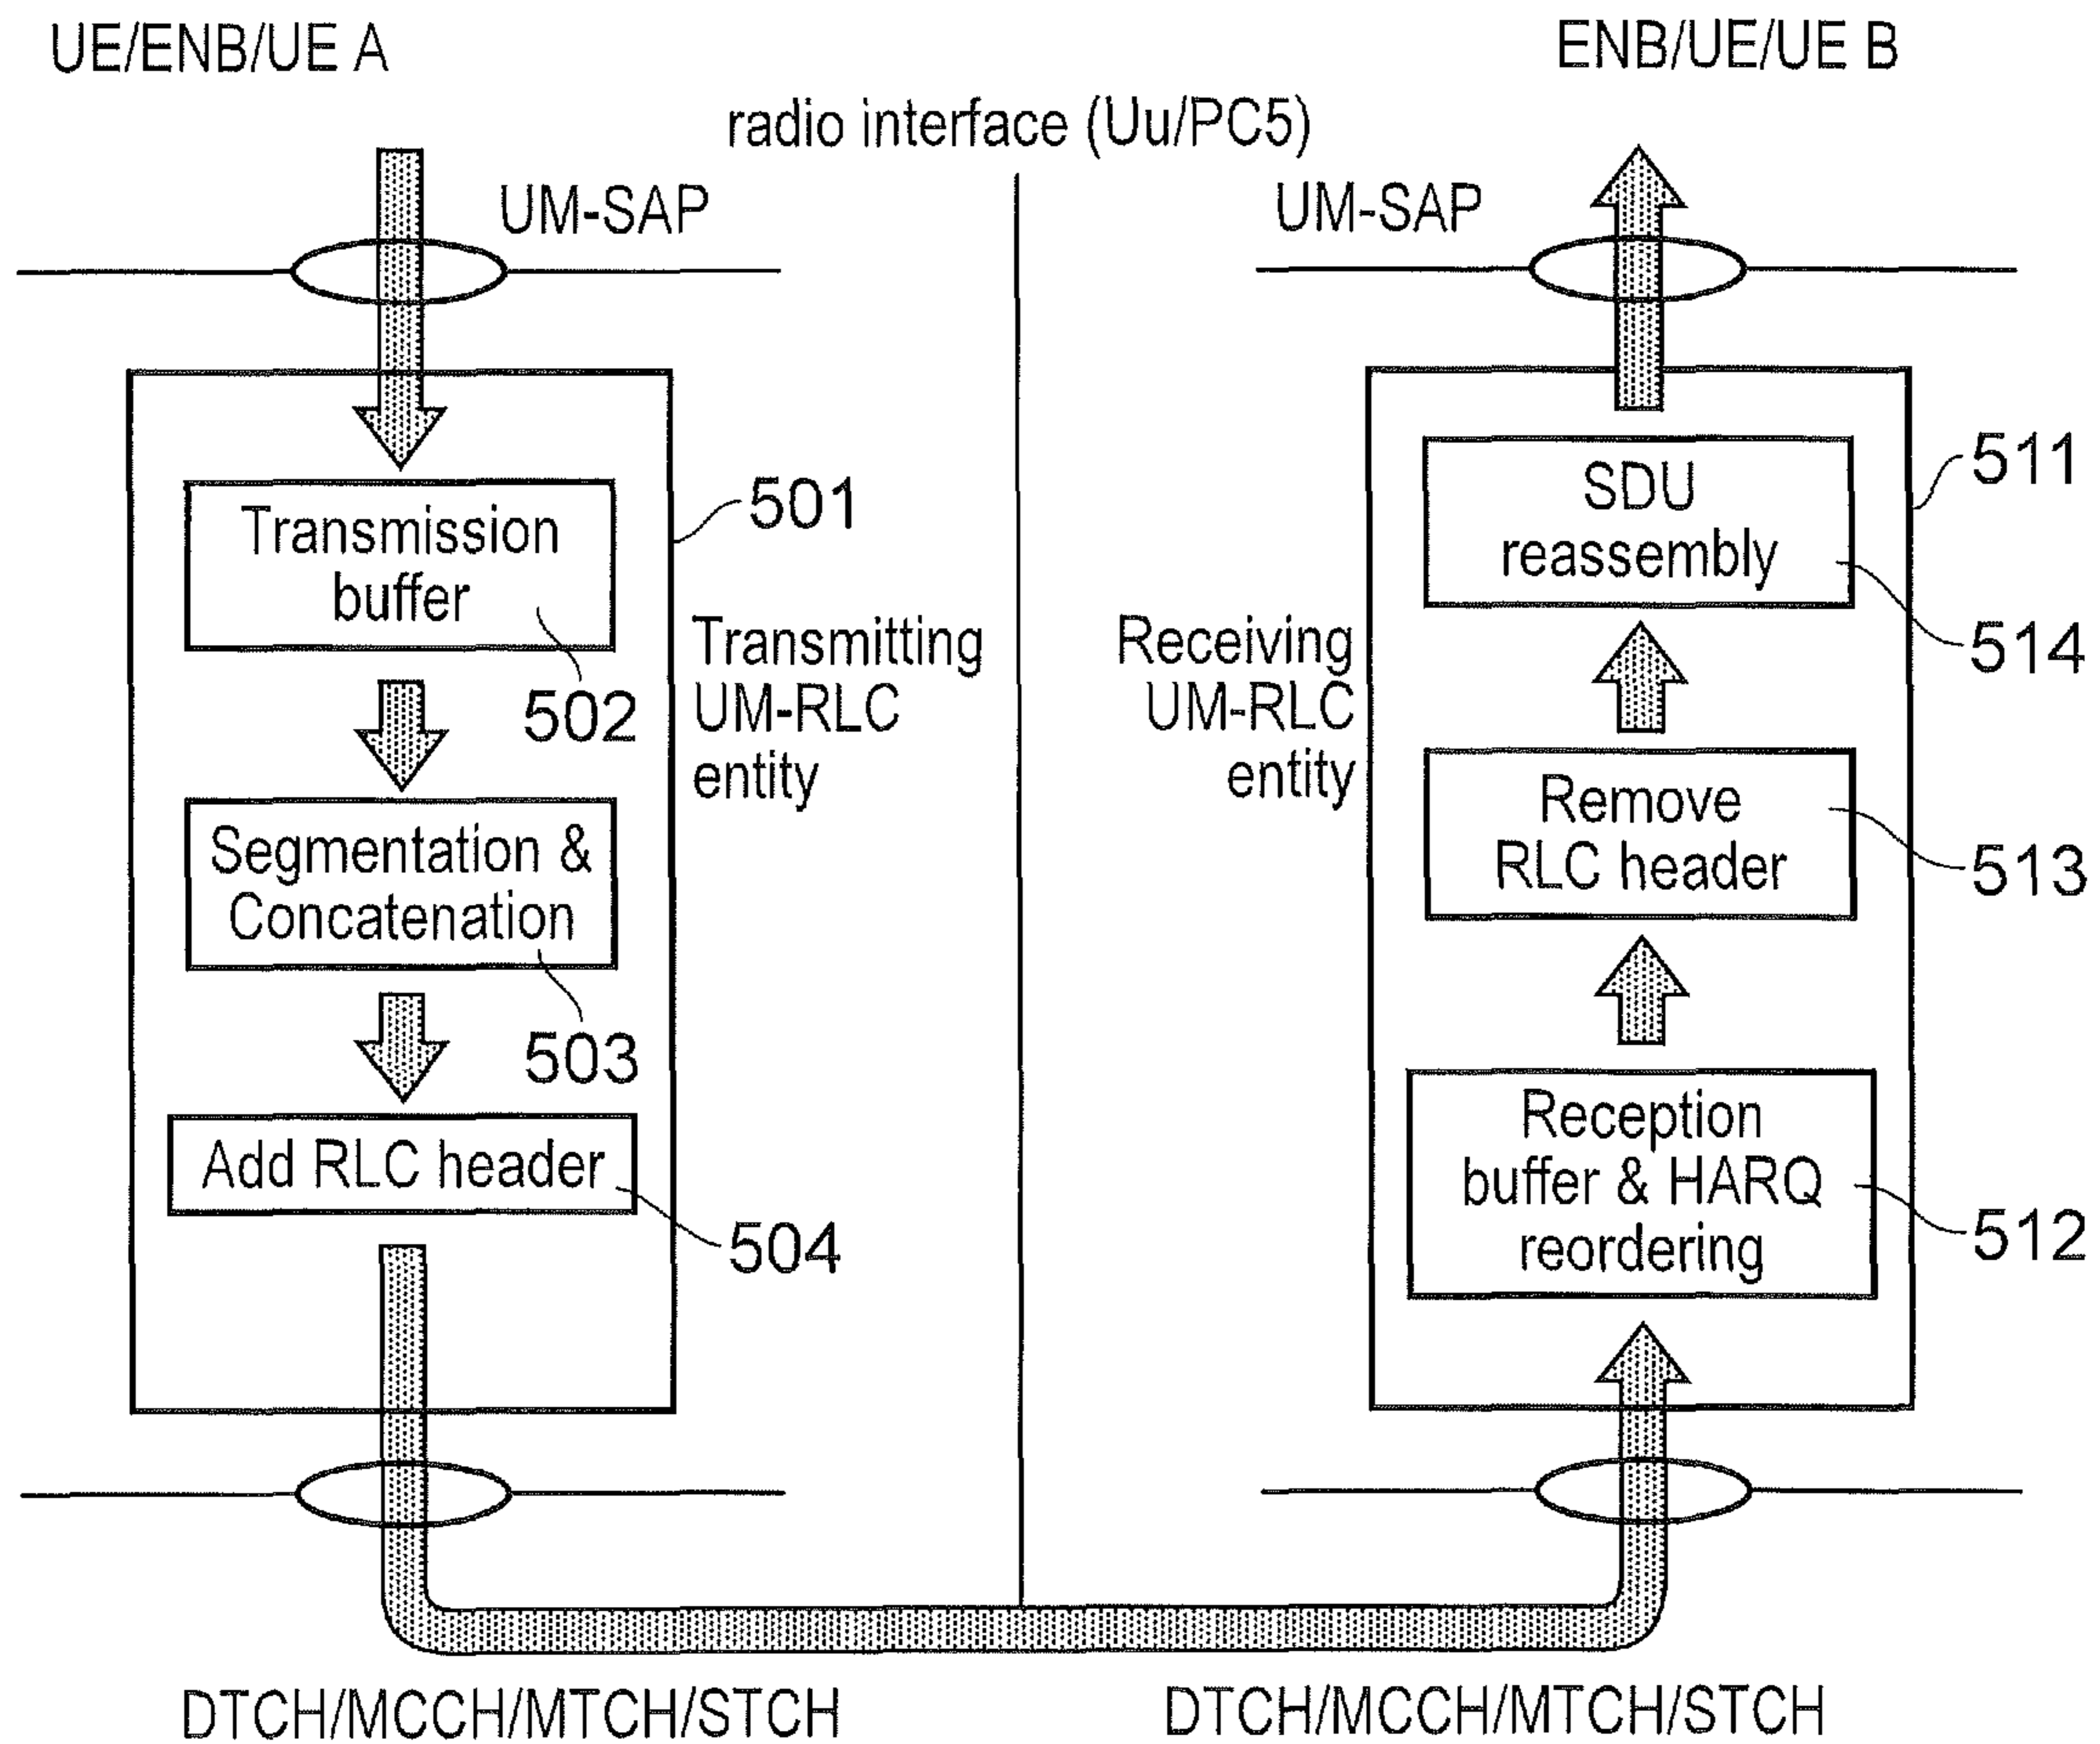 UE/ENB/UE A
ENB/UE/UE B
radio interface (Uu/PC5)
UM-SAP
UM-SAP
Transmission
buffer
501
502
Transmitting
UM-RLC
entity
Segmentation &
Concatenation
503
Add RLC header
504
DTCH/MCCH/MTCH/STCH
SDU
reassembly
511
514
Receiving
UM-RLC
entity
Remove
RLC header
513
Reception
buffer & HARQ
reordering
512
DTCH/MCCH/MTCH/STCH